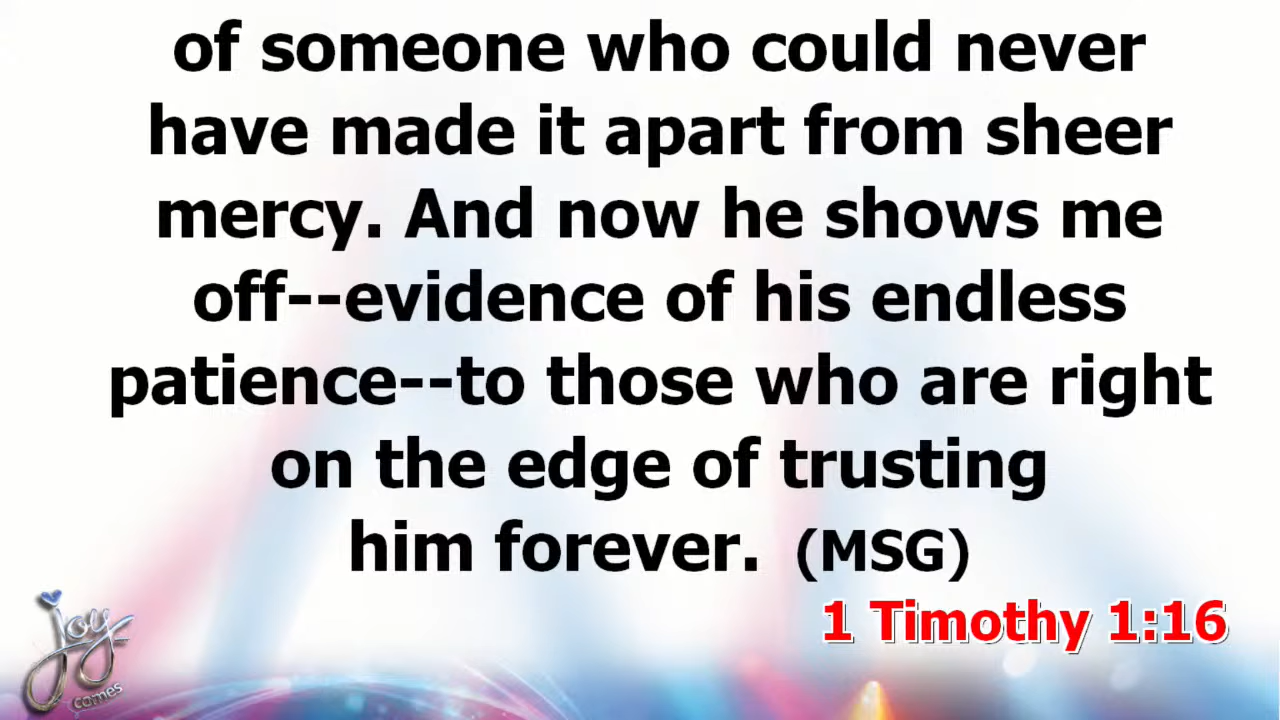 of someone who could never
have made it apart from sheer
mercy. And now he shows me
off--evidence of his endless
patience--to those who are right
on the edge of trusting
him forever. (MSG)
1 Timothy 1:16
joy
comes